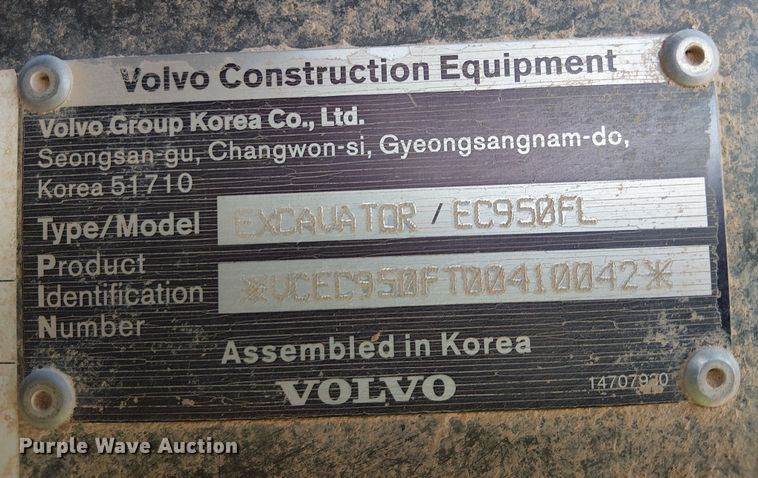 Volvo Construction Equipment
Volvo Group Korea Co., Ltd.
Seongsan-gu, Changwon-si, Gyeongsangnam-do,
Korea 51710
Type/Model EXCAVATOR / EC950FL
Product
Identification *VCEC950FT00410042*
Number
Assembled in Korea
VOLVO
Purple Wave Auction